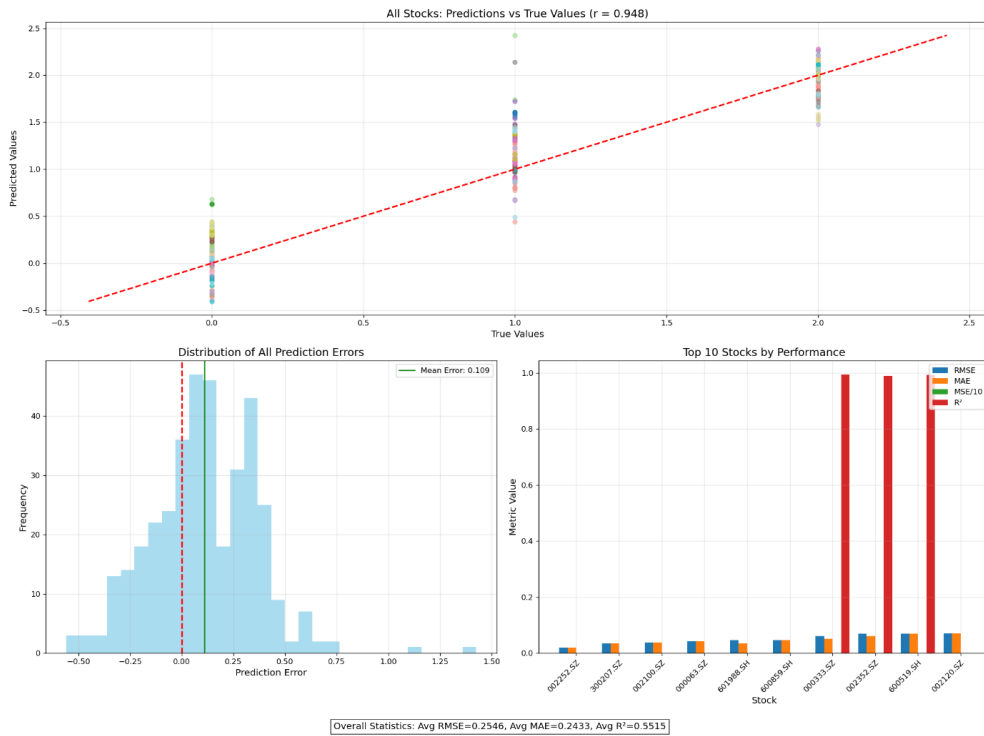 All Stocks: Predictions vs True Values (r = 0.948)
2.5
2.0
1.5
1.0
0.5
0.0
−0.5
Predicted Values
−0.5
0.0
0.5
1.0
1.5
2.0
2.5
True Values
Distribution of All Prediction Errors
Mean Error: 0.109
40
30
20
10
0
Frequency
−0.50
−0.25
0.00
0.25
0.50
0.75
1.00
1.25
1.50
Prediction Error
Top 10 Stocks by Performance
RMSE
MAE
MSE/10
R²
1.0
0.8
0.6
0.4
0.2
0.0
Metric Value
002252.SZ
300207.SZ
002100.SZ
000063.SZ
601988.SH
600859.SH
000333.SZ
002352.SZ
600519.SH
002120.SZ
Stock
Overall Statistics: Avg RMSE=0.2546, Avg MAE=0.2433, Avg R²=0.5515